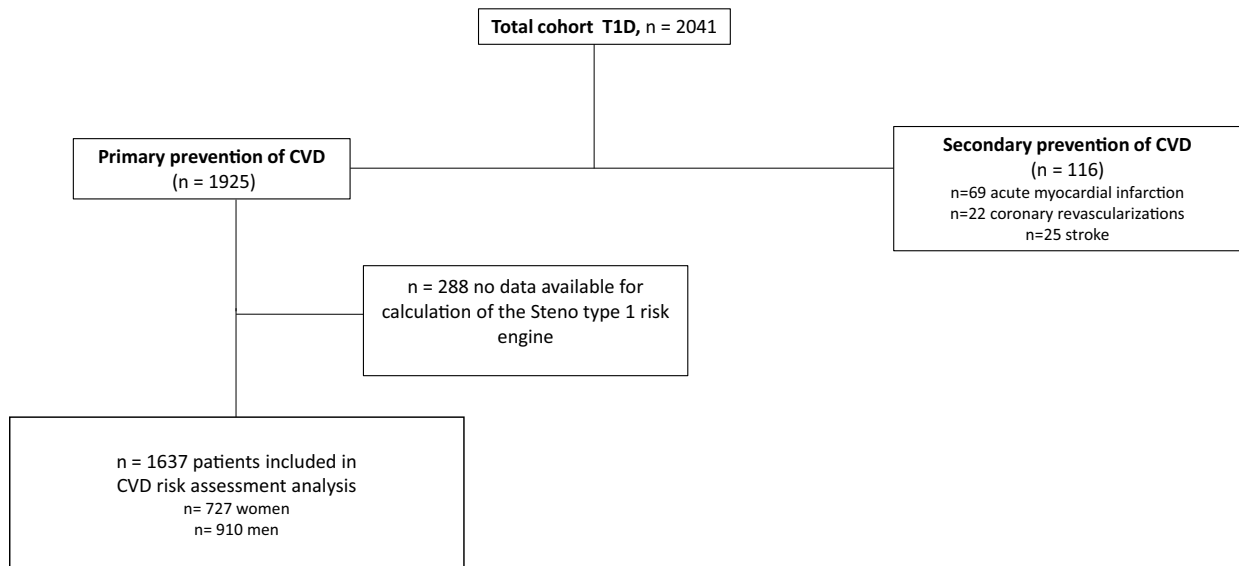 Total cohort T1D, n = 2041
Primary prevention of CVD
(n = 1925)
Secondary prevention of CVD
(n = 116)
n=69 acute myocardial infarction
n=22 coronary revascularizations
n=25 stroke
n = 288 no data available for
calculation of the Steno type 1 risk
engine
n = 1637 patients included in
CVD risk assessment analysis
n= 727 women
n= 910 men